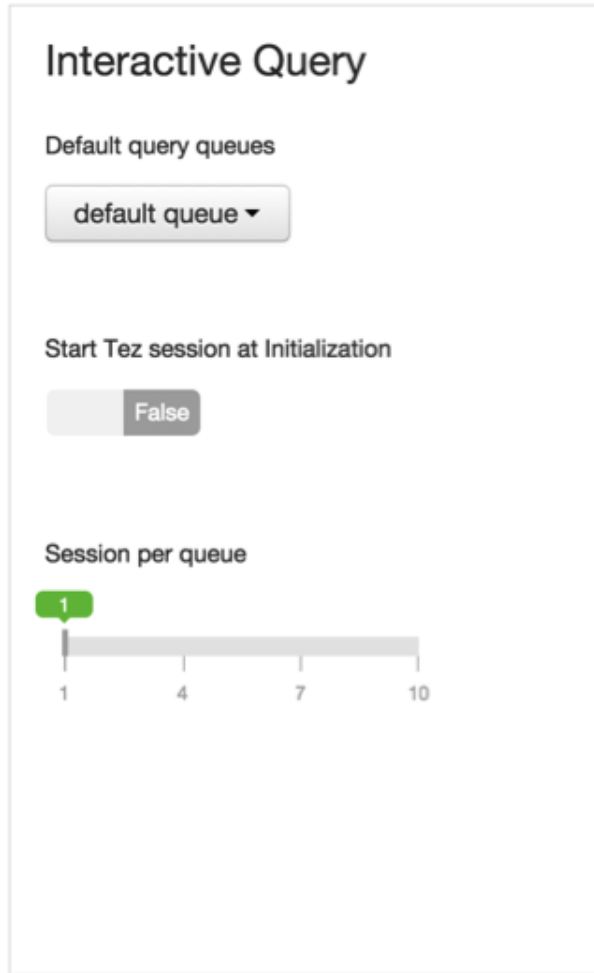 Interactive Query
Default query queues
default queue
Start Tez session at Initialization
False
Session per queue
1
1 4 7 10